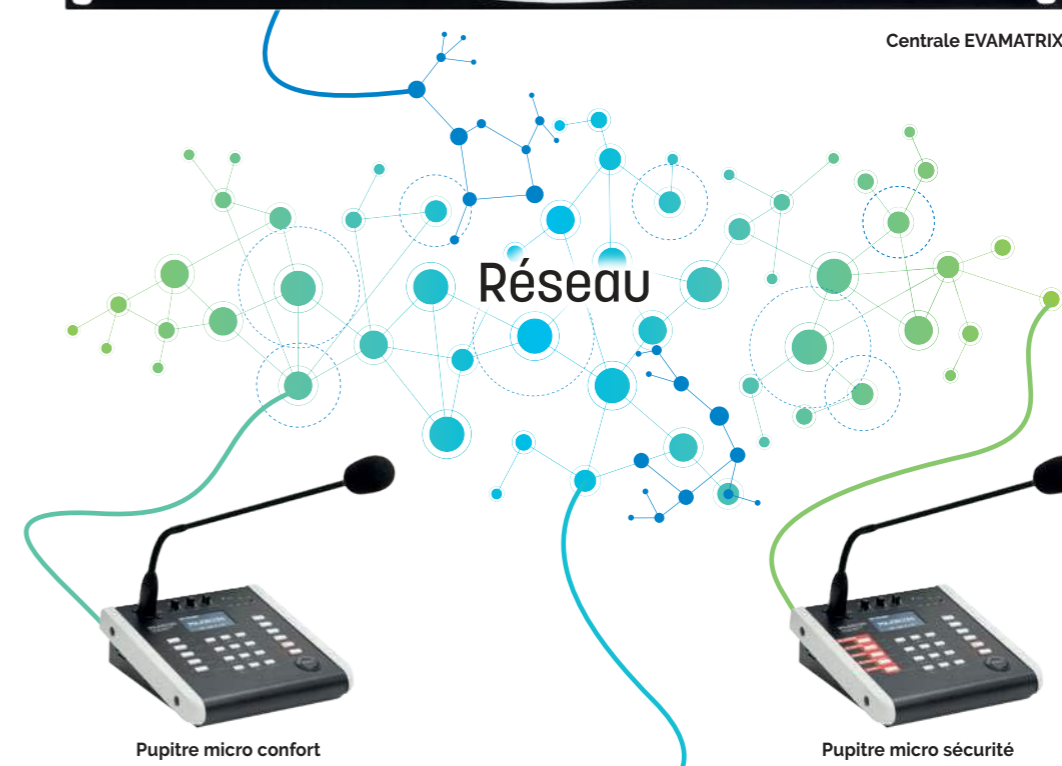 Centrale EVAMATRIX
Réseau
Pupitre micro confort
Pupitre micro sécurité